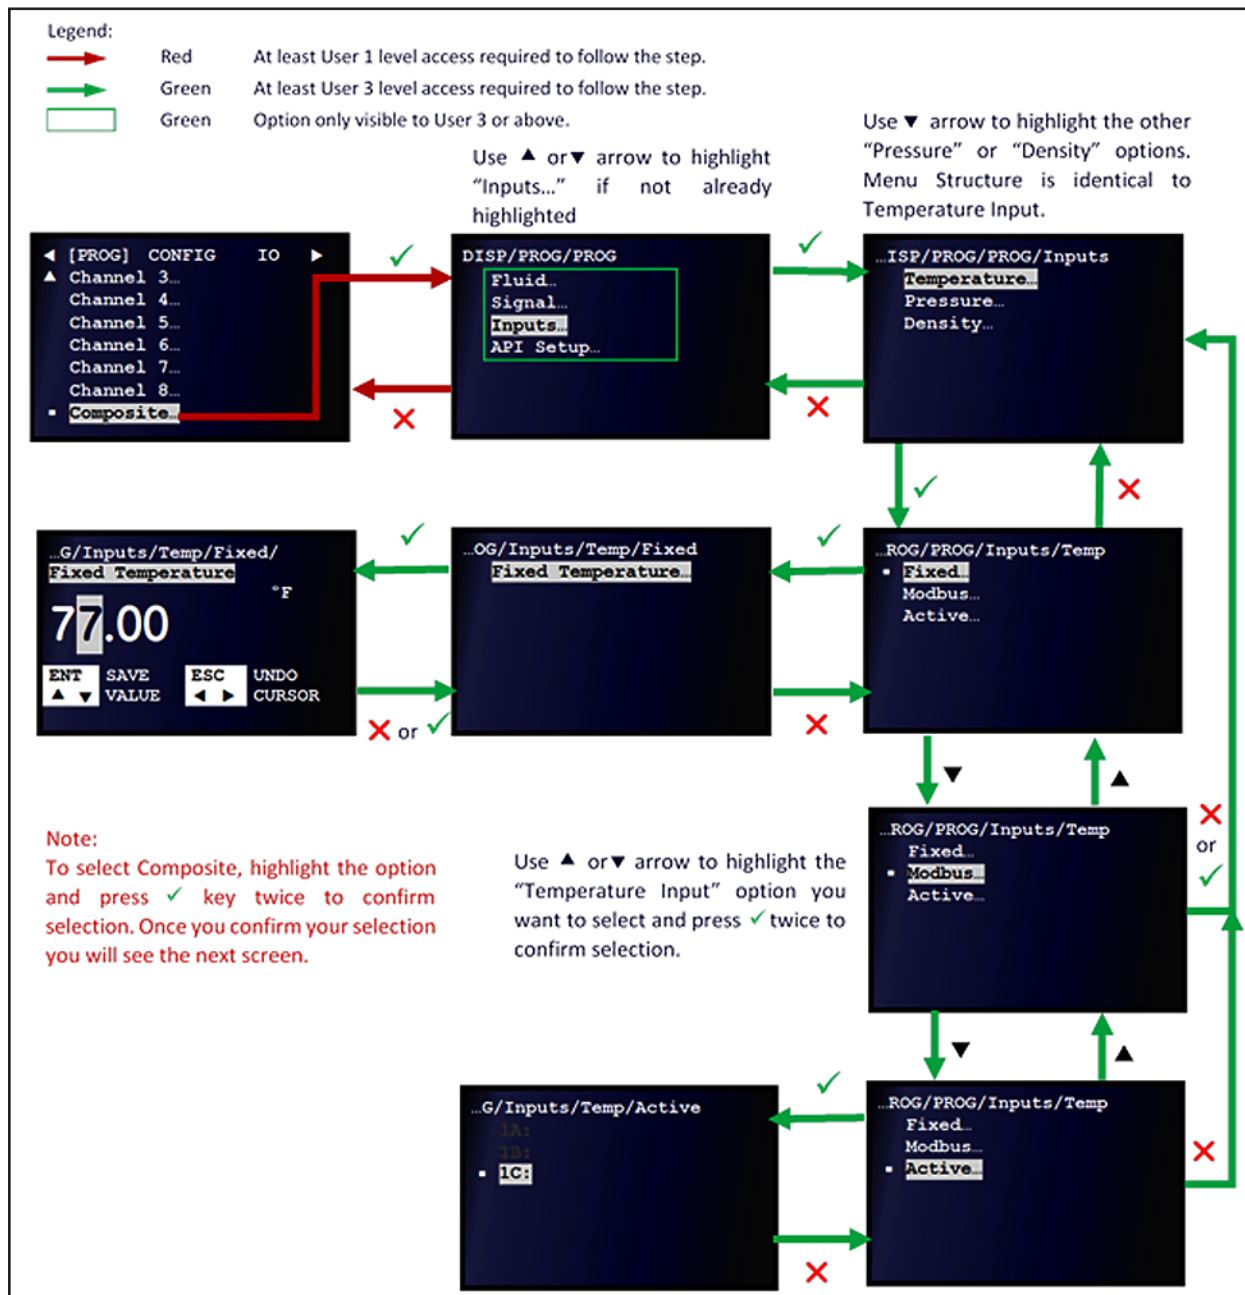 Legend:
Red At least User 1 level access required to follow the step.
Green At least User 3 level access required to follow the step.
Green Option only visible to User 3 or above.
Use ▲ or ▼ arrow to highlight
“Inputs...” if not already
highlighted
Use ▼ arrow to highlight the other
“Pressure” or “Density” options.
Menu Structure is identical to
Temperature Input.
◀ [PROG] CONFIG IO ▶
▲ Channel 3…
Channel 4…
Channel 5…
Channel 6…
Channel 7…
Channel 8…
▪ Composite…
✓
✕
DISP/PROG/PROG
Fluid…
Signal…
Inputs…
API Setup…
✓
✕
…ISP/PROG/PROG/Inputs
Temperature…
Pressure…
Density…
✓
✕
…G/Inputs/Temp/Fixed/
Fixed Temperature
°F
77.00
ENT SAVE ESC UNDO
▲ ▼ VALUE ◀ ▶ CURSOR
✓
✕ or ✓
…OG/Inputs/Temp/Fixed
Fixed Temperature…
✓
✕
…ROG/PROG/Inputs/Temp
▪ Fixed…
Modbus…
Active…
▼
▲
Note:
To select Composite, highlight the option
and press ✓ key twice to confirm
selection. Once you confirm your selection
you will see the next screen.
Use ▲ or ▼ arrow to highlight the
“Temperature Input” option you
want to select and press ✓ twice to
confirm selection.
…ROG/PROG/Inputs/Temp
Fixed…
▪ Modbus…
Active…
✕
or
✓
▼
▲
…G/Inputs/Temp/Active
1A:
1B:
▪ 1C:
✓
✕
…ROG/PROG/Inputs/Temp
Fixed…
Modbus…
▪ Active…
✕